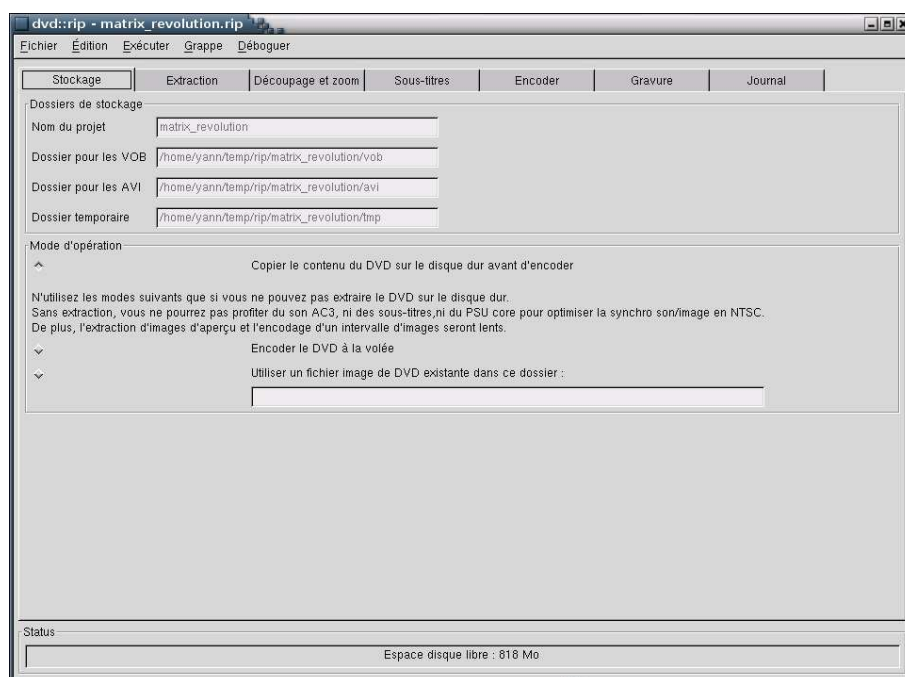 dvd::rip - matrix_revolution.rip
Fichier Édition Exécuter Grappe Déboguer
Stockage Extraction Découpage et zoom Sous-titres Encoder Gravure Journal
Dossiers de stockage
Nom du projet matrix_revolution
Dossier pour les VOB /home/yann/temp/rip/matrix_revolution/vob
Dossier pour les AVI /home/yann/temp/rip/matrix_revolution/avi
Dossier temporaire /home/yann/temp/rip/matrix_revolution/tmp
Mode d'opération
Copier le contenu du DVD sur le disque dur avant d'encoder
N'utilisez les modes suivants que si vous ne pouvez pas extraire le DVD sur le disque dur.
Sans extraction, vous ne pourrez pas profiter du son AC3, ni des sous-titres,ni du PSU core pour optimiser la synchro son/image en NTSC.
De plus, l'extraction d'images d'aperçu et l'encodage d'un intervalle d'images seront lents.
Encoder le DVD à la volée
Utiliser un fichier image de DVD existante dans ce dossier :
Status
Espace disque libre : 818 Mo